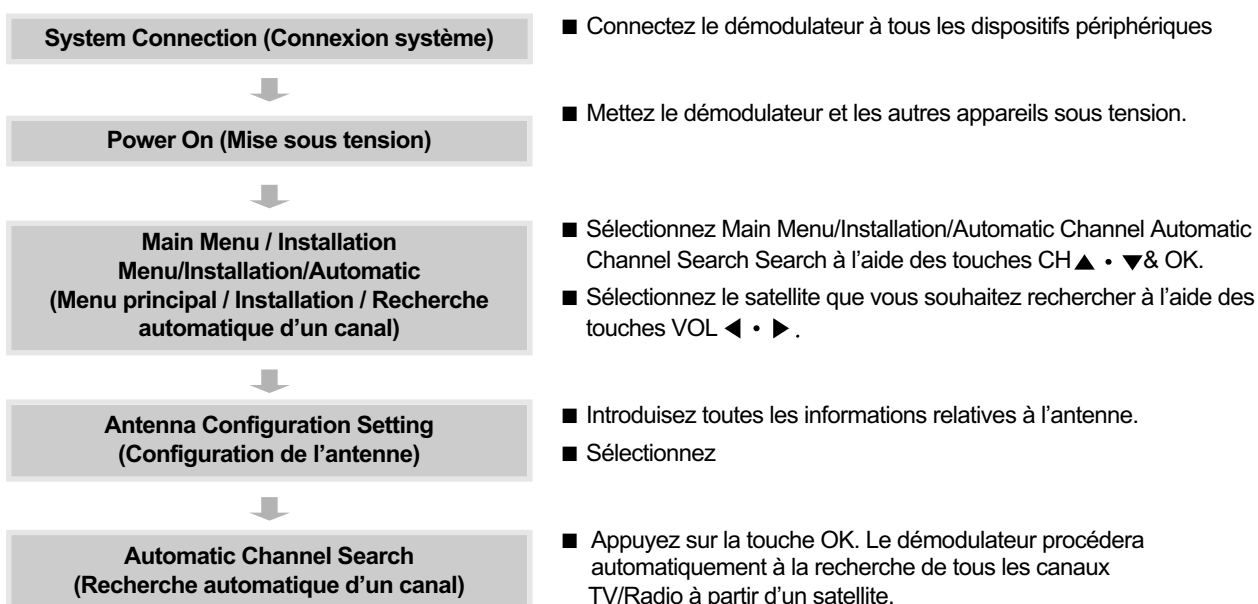 System Connection (Connexion système)
■ Connectez le démodulateur à tous les dispositifs périphériques
Power On (Mise sous tension)
■ Mettez le démodulateur et les autres appareils sous tension.
Main Menu / Installation
Menu/Installation/Automatic
(Menu principal / Installation / Recherche
automatique d’un canal)
■ Sélectionnez Main Menu/Installation/Automatic Channel Automatic
Channel Search Search à l’aide des touches CH▲ • ▼& OK.
■ Sélectionnez le satellite que vous souhaitez rechercher à l’aide des
touches VOL ◀ • ▶ .
Antenna Configuration Setting
(Configuration de l’antenne)
■ Introduisez toutes les informations relatives à l’antenne.
■ Sélectionnez
Automatic Channel Search
(Recherche automatique d’un canal)
■ Appuyez sur la touche OK. Le démodulateur procédera
automatiquement à la recherche de tous les canaux
TV/Radio à partir d’un satellite.